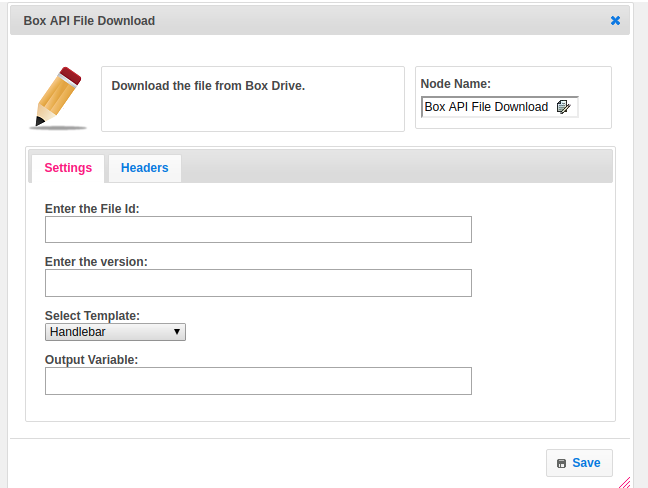 Box API File Download
Download the file from Box Drive.
Node Name:
Box API File Download
Settings
Headers
Enter the File Id:
Enter the version:
Select Template:
Handlebar
Output Variable:
Save